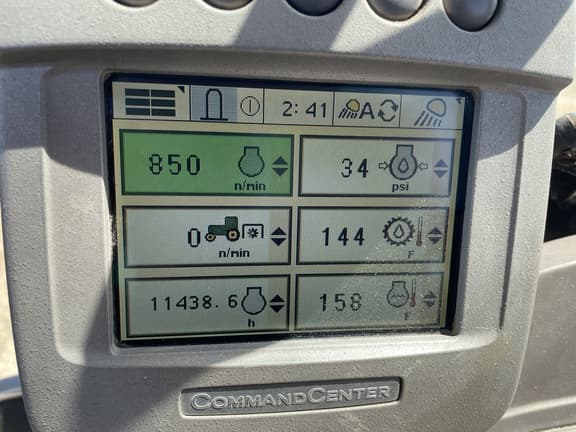 2:41 A
850 n/min
34 psi
0 n/min
144 F
11438.6 h
158 F
COMMANDCENTER